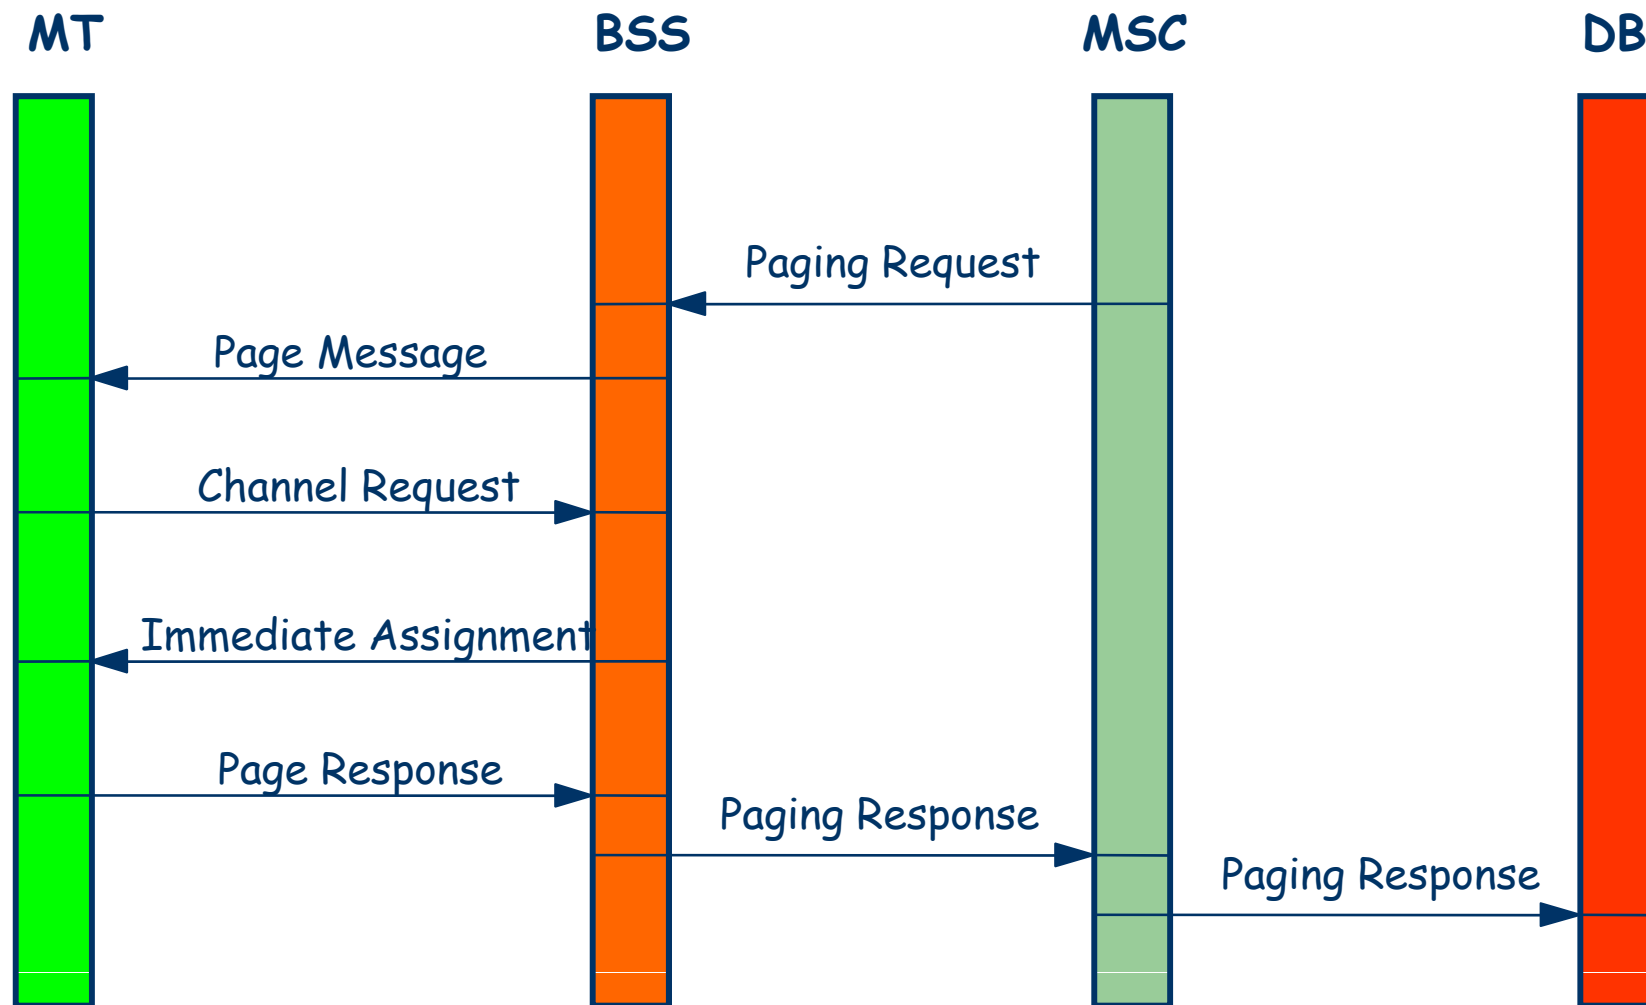 MT BSS MSC DB
Paging Request
Page Message
Channel Request
Immediate Assignment
Page Response
Paging Response
Paging Response